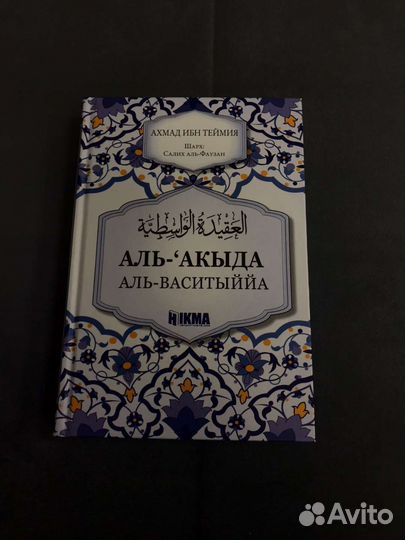 АХМАД ИБН ТЕЙМИЯ
ШАРХ:
САЛИХ АЛЬ-ФАУЗАН
العقيدة الواسطية
АЛЬ-‘АКЫДА
АЛЬ-ВАСИТЫЙЙА
HIKMA
Avito